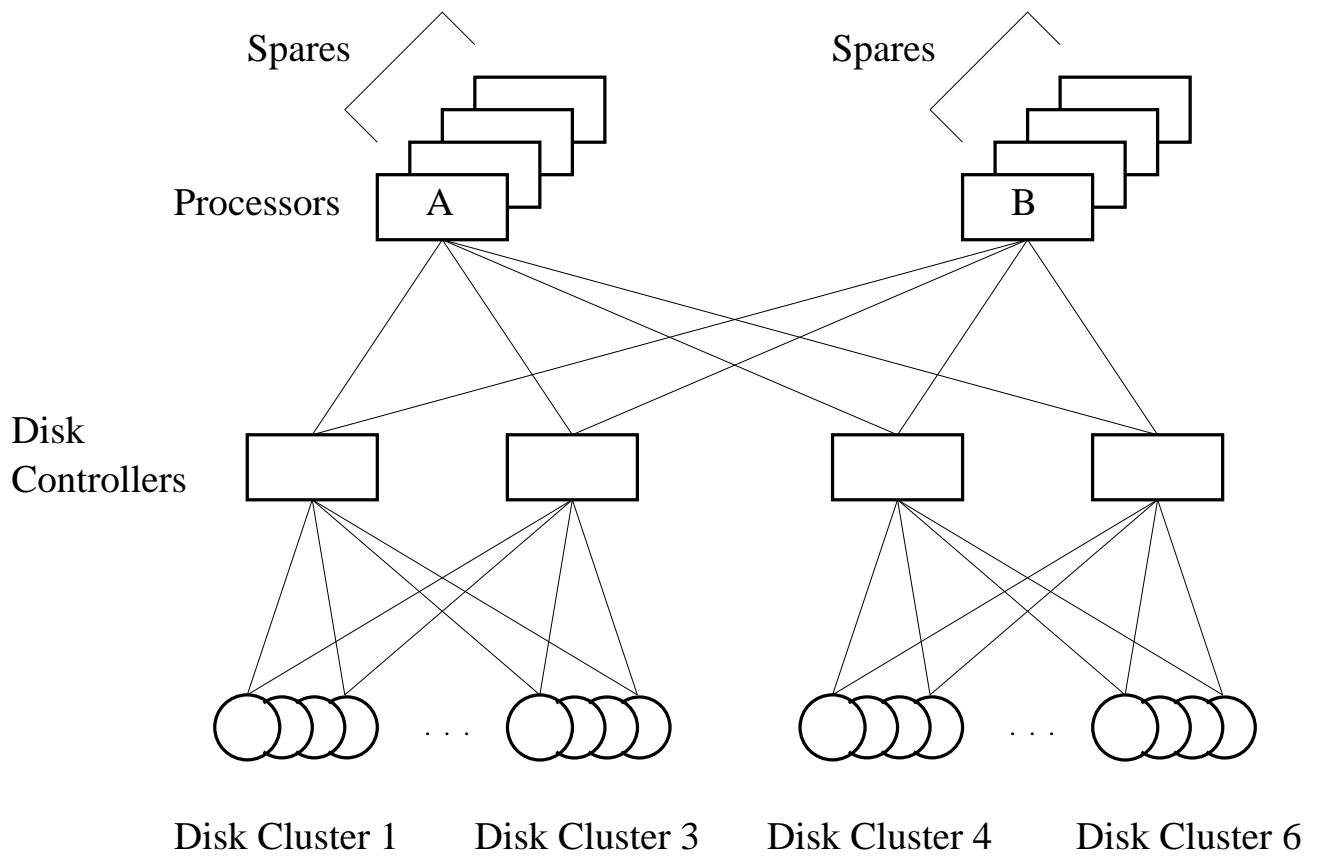 Spares
Spares
Processors
A
B
Disk
Controllers
. . .
. . .
Disk Cluster 1
Disk Cluster 3
Disk Cluster 4
Disk Cluster 6